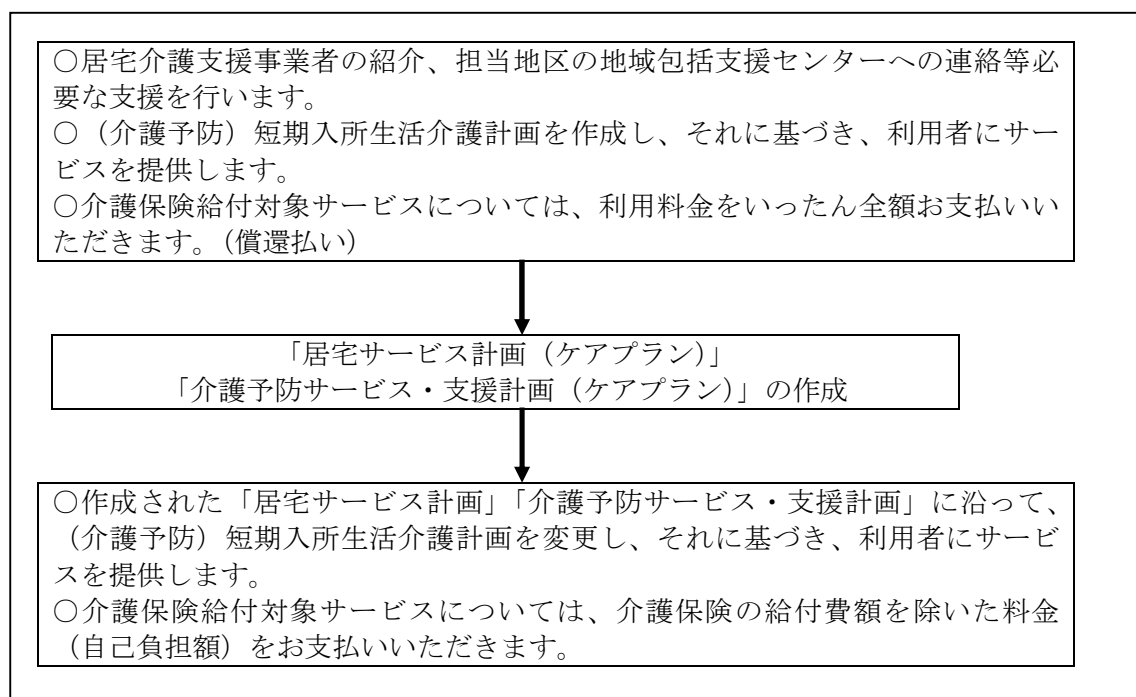 ○居宅介護支援事業者の紹介、担当地区の地域包括支援センターへの連絡等必
要な支援を行います。
○（介護予防）短期入所生活介護計画を作成し、それに基づき、利用者にサー
ビスを提供します。
○介護保険給付対象サービスについては、利用料金をいったん全額お支払いい
ただきます。（償還払い）
「居宅サービス計画（ケアプラン）」
「介護予防サービス・支援計画（ケアプラン）」の作成
○作成された「居宅サービス計画」「介護予防サービス・支援計画」に沿って、
（介護予防）短期入所生活介護計画を変更し、それに基づき、利用者にサービ
スを提供します。
○介護保険給付対象サービスについては、介護保険の給付費額を除いた料金
（自己負担額）をお支払いいただきます。